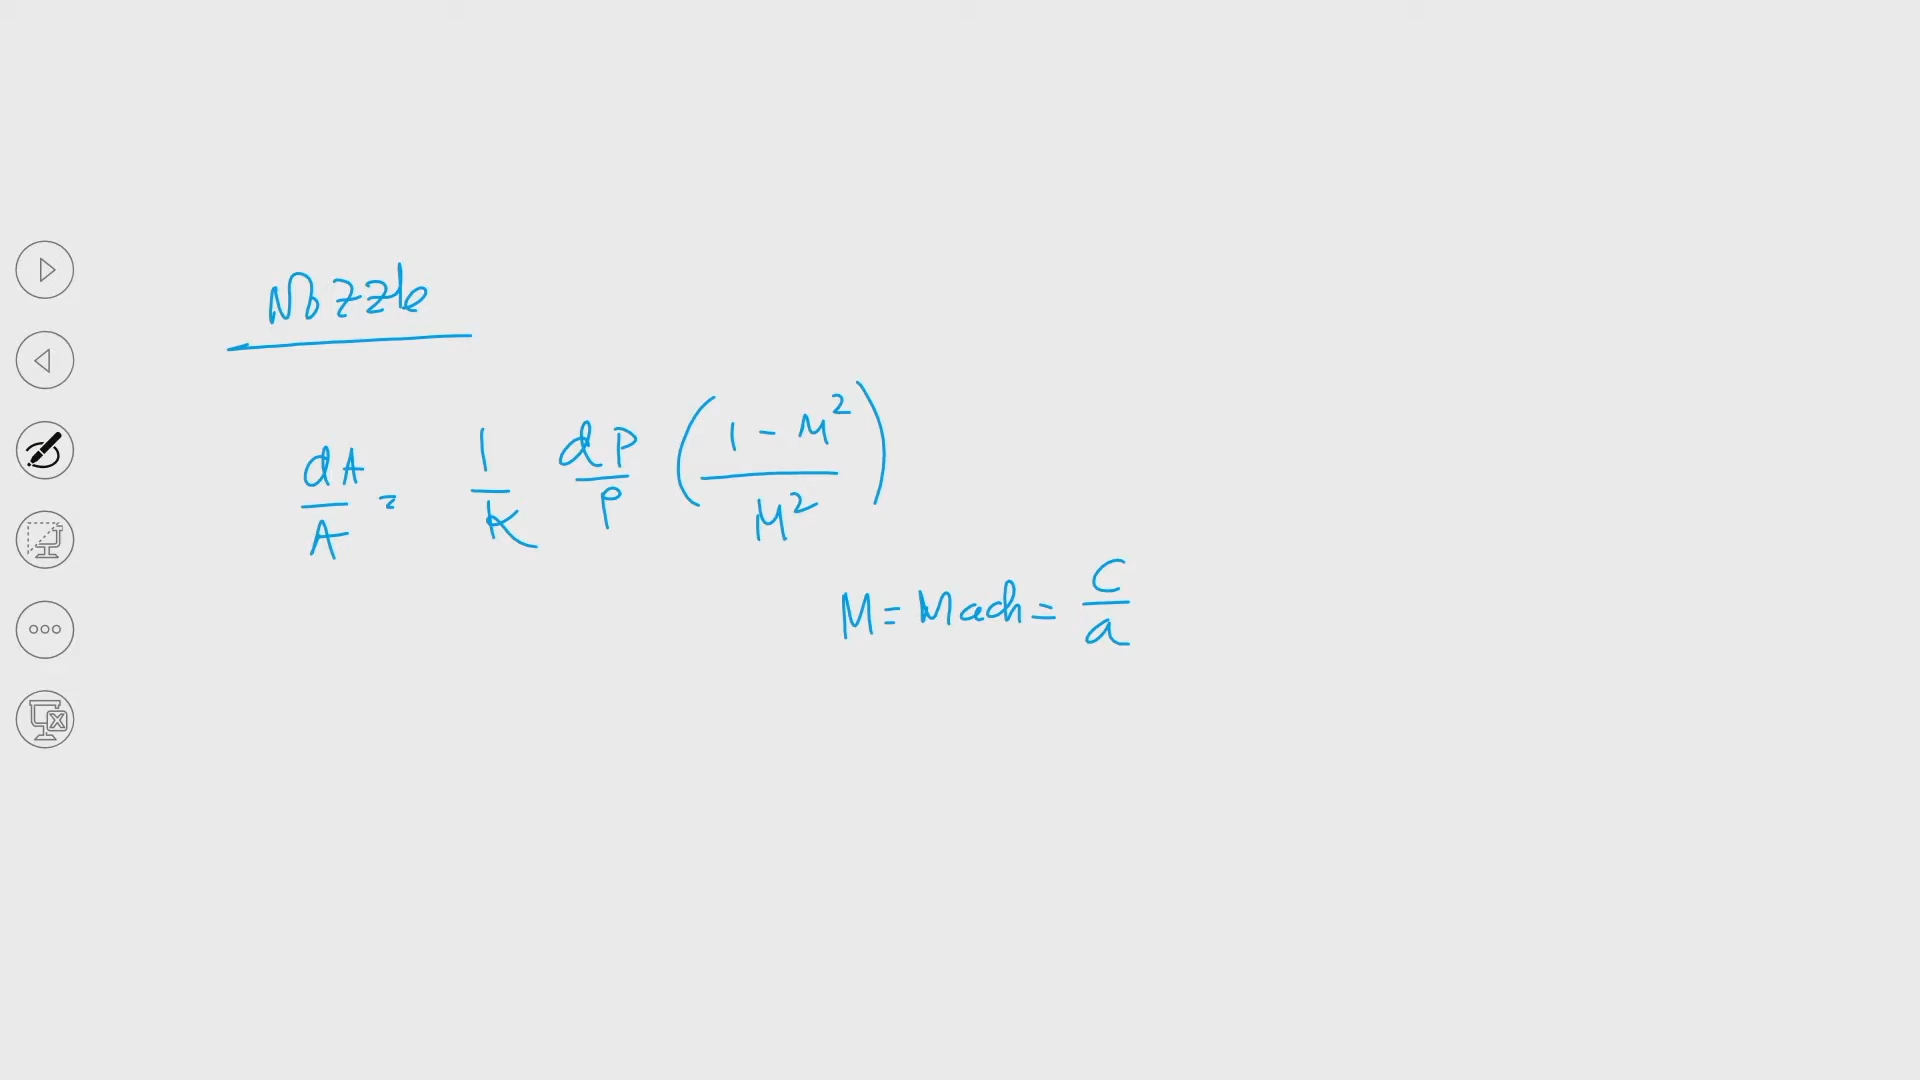 Nozzle
dA/A = 1/k dP/P ((1 - M²)/M²)
M = Mach = C/a